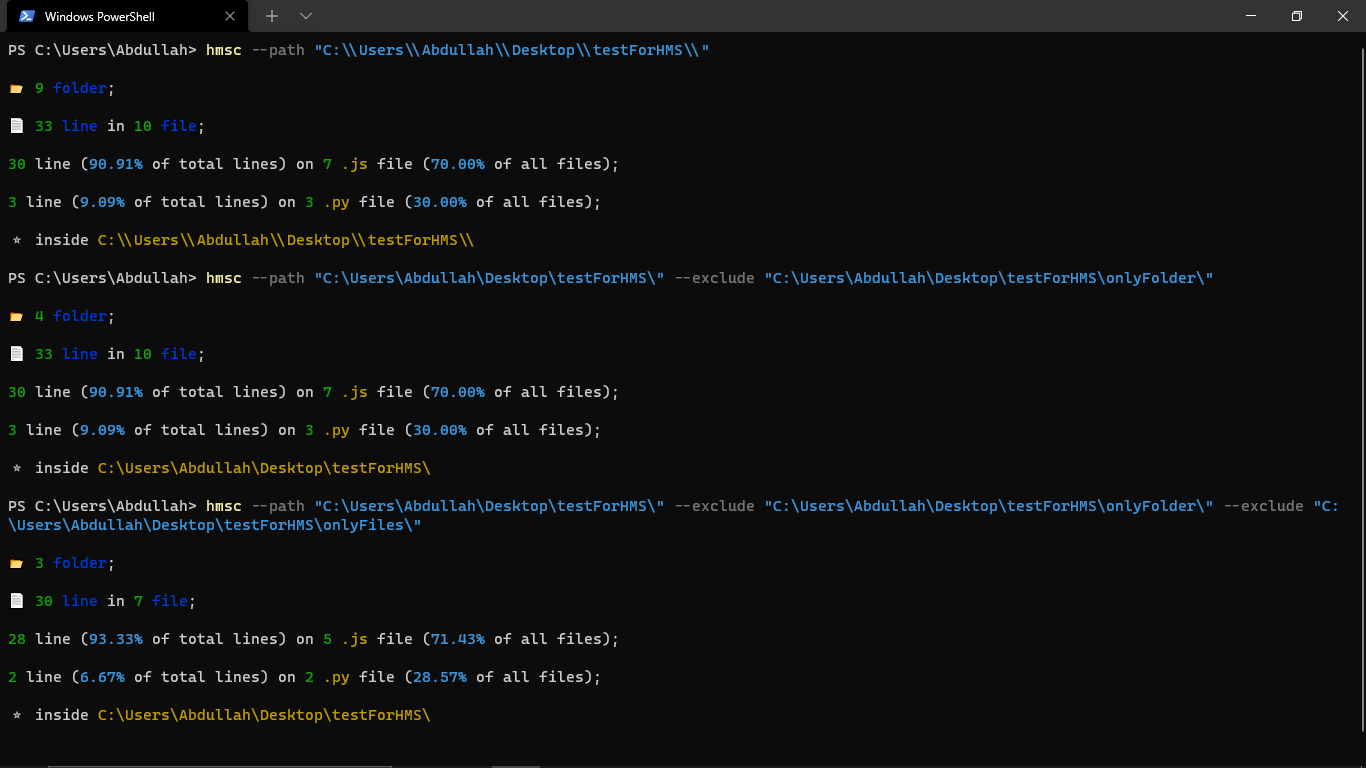 Windows PowerShell
PS C:\Users\Abdullah> hmsc --path "C:\\Users\\Abdullah\\Desktop\\testForHMS\\"
9 folder;
33 line in 10 file;
30 line (90.91% of total lines) on 7 .js file (70.00% of all files);
3 line (9.09% of total lines) on 3 .py file (30.00% of all files);
☆ inside C:\\Users\\Abdullah\\Desktop\\testForHMS\\
PS C:\Users\Abdullah> hmsc --path "C:\Users\Abdullah\Desktop\testForHMS\" --exclude "C:\Users\Abdullah\Desktop\testForHMS\onlyFolder\"
4 folder;
33 line in 10 file;
30 line (90.91% of total lines) on 7 .js file (70.00% of all files);
3 line (9.09% of total lines) on 3 .py file (30.00% of all files);
☆ inside C:\Users\Abdullah\Desktop\testForHMS\
PS C:\Users\Abdullah> hmsc --path "C:\Users\Abdullah\Desktop\testForHMS\" --exclude "C:\Users\Abdullah\Desktop\testForHMS\onlyFolder\" --exclude "C:
\Users\Abdullah\Desktop\testForHMS\onlyFiles\"
3 folder;
30 line in 7 file;
28 line (93.33% of total lines) on 5 .js file (71.43% of all files);
2 line (6.67% of total lines) on 2 .py file (28.57% of all files);
☆ inside C:\Users\Abdullah\Desktop\testForHMS\